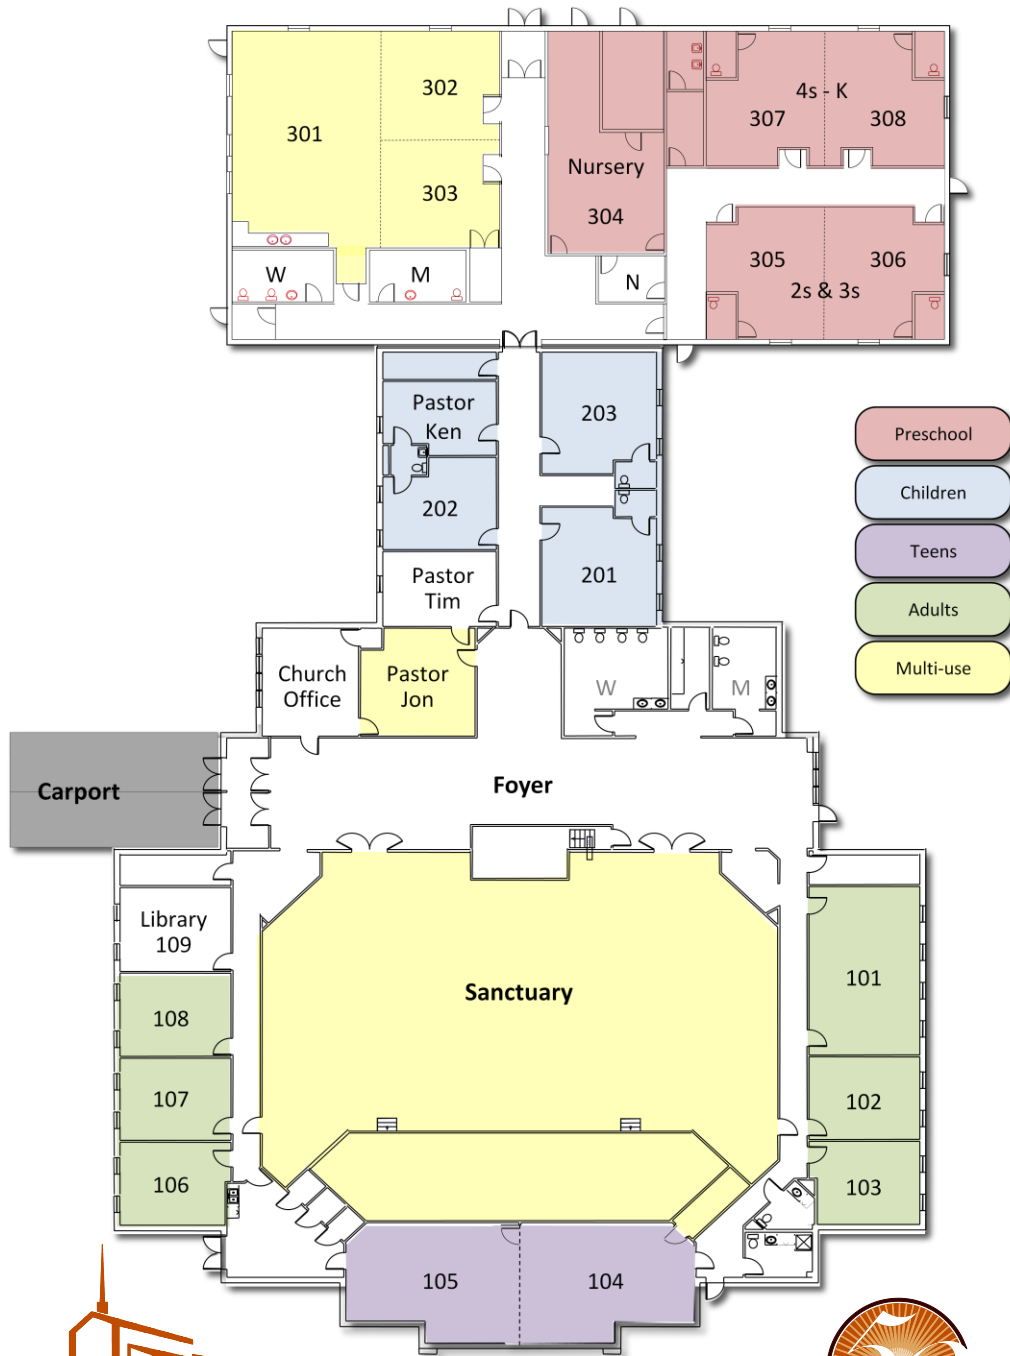 302
301
303
W
M
Nursery
304
N
4s - K
307
308
305
306
2s & 3s
Pastor
Ken
203
202
201
Pastor
Tim
Preschool
Children
Teens
Adults
Multi-use
Church
Office
Pastor
Jon
W
M
Carport
Foyer
Library
109
101
Sanctuary
108
107
102
106
103
105
104